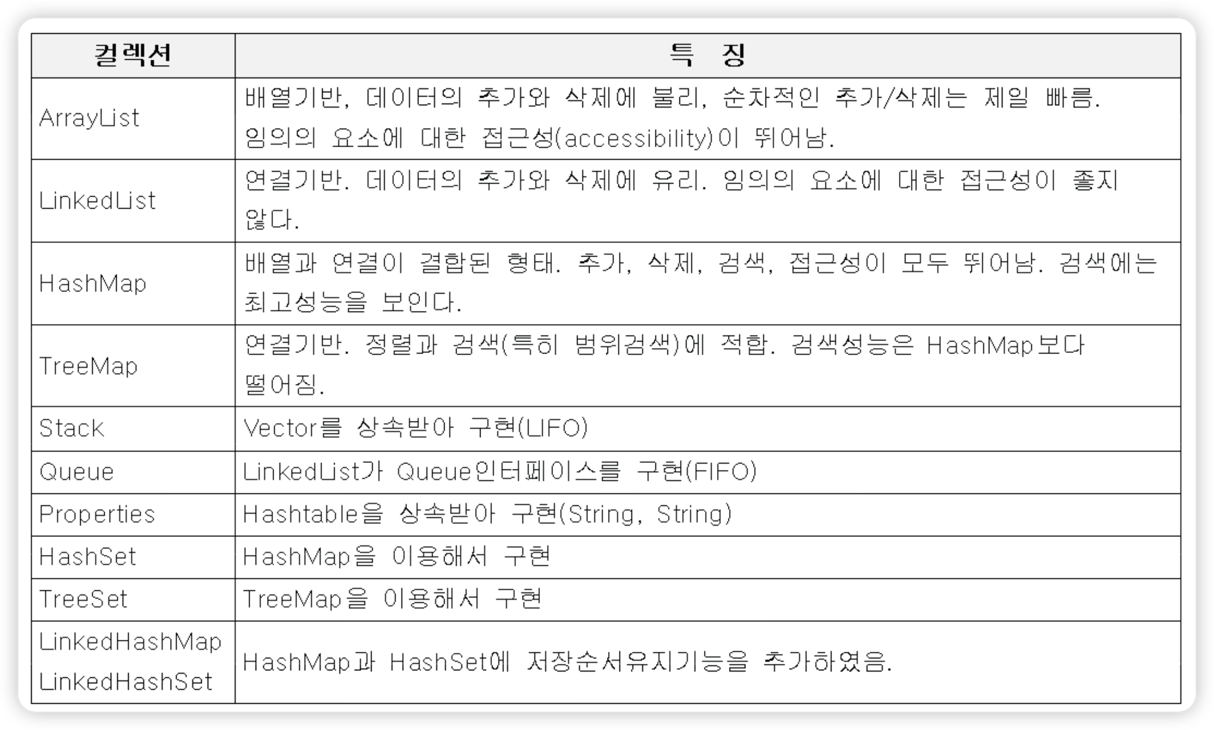 컬렉션
특 징
ArrayList
배열기반, 데이터의 추가와 삭제에 불리, 순차적인 추가/삭제는 제일 빠름.
임의의 요소에 대한 접근성(accessibility)이 뛰어남.
LinkedList
연결기반. 데이터의 추가와 삭제에 유리. 임의의 요소에 대한 접근성이 좋지
않다.
HashMap
배열과 연결이 결합된 형태. 추가, 삭제, 검색, 접근성이 모두 뛰어남. 검색에는
최고성능을 보인다.
TreeMap
연결기반. 정렬과 검색(특히 범위검색)에 적합. 검색성능은 HashMap보다
떨어짐.
Stack
Vector를 상속받아 구현(LIFO)
Queue
LinkedList가 Queue인터페이스를 구현(FIFO)
Properties
Hashtable을 상속받아 구현(String, String)
HashSet
HashMap을 이용해서 구현
TreeSet
TreeMap을 이용해서 구현
LinkedHashMap
LinkedHashSet
HashMap과 HashSet에 저장순서유지기능을 추가하였음.